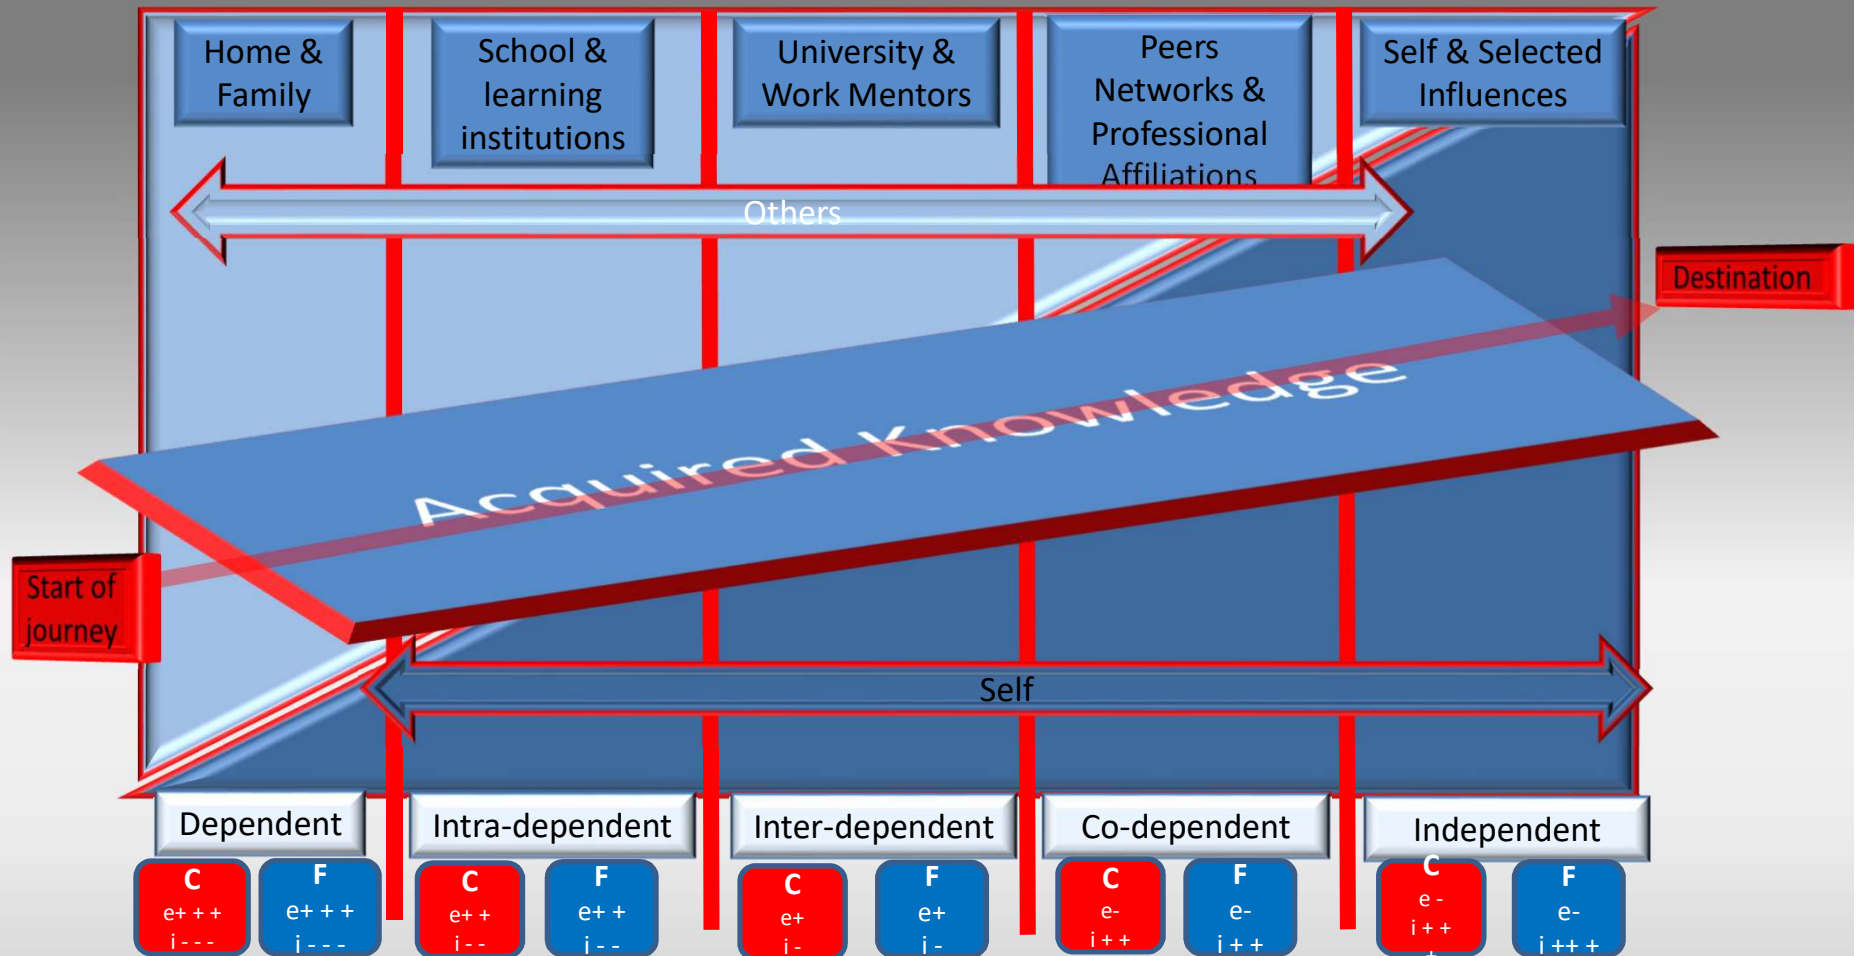 Home &
Family
School &
learning
institutions
University &
Work Mentors
Peers
Networks &
Professional
Affiliations
Self & Selected
Influences
Others
Destination
Acquired Knowledge
Start of
journey
Self
Dependent
Intra-dependent
Inter-dependent
Co-dependent
Independent
C
e+ + +
i - - -
F
e+ + +
i - - -
C
e+ +
i - -
F
e+ +
i - -
C
e+
i -
F
e+
i -
C
e-
i + +
F
e-
i + +
C
e -
i + +
+
F
e-
i ++ +